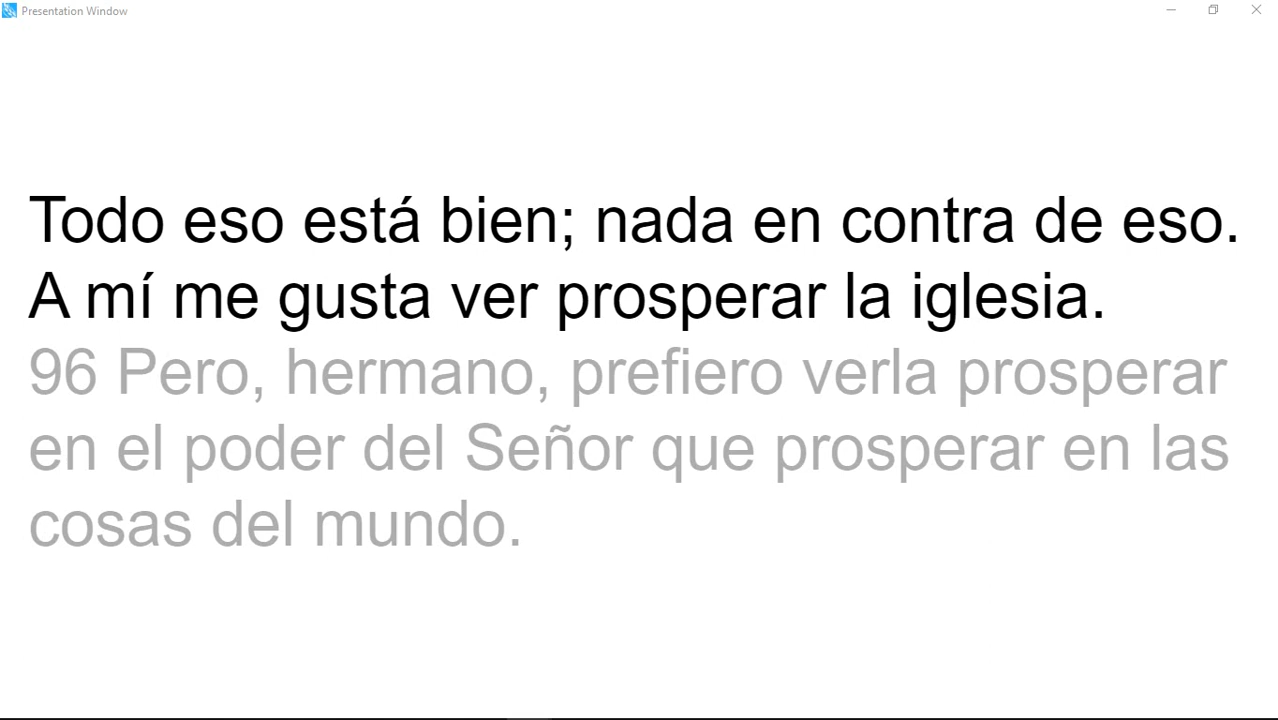 Presentation Window
Todo eso está bien; nada en contra de eso.
A mí me gusta ver prosperar la iglesia.
96 Pero, hermano, prefiero verla prosperar
en el poder del Señor que prosperar en las
cosas del mundo.